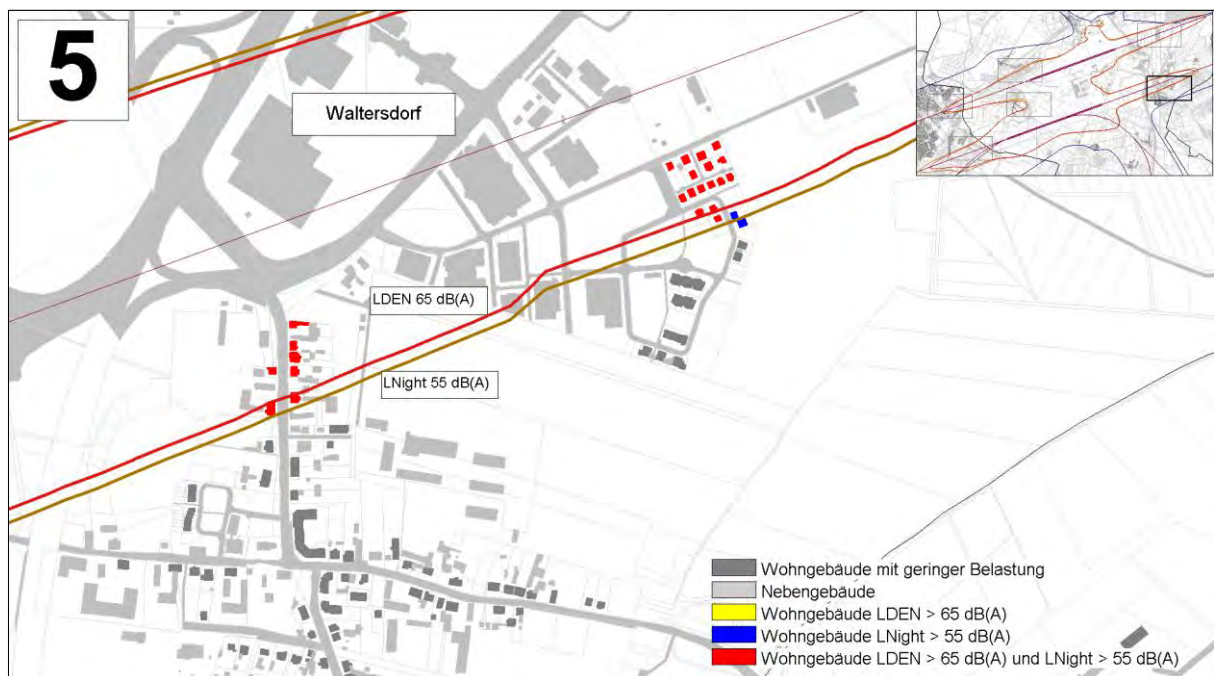 5
Waltersdorf
LDEN 65 dB(A)
LNight 55 dB(A)
Wohngebäude mit geringer Belastung
Nebengebäude
Wohngebäude LDEN > 65 dB(A)
Wohngebäude LNight > 55 dB(A)
Wohngebäude LDEN > 65 dB(A) und LNight > 55 dB(A)